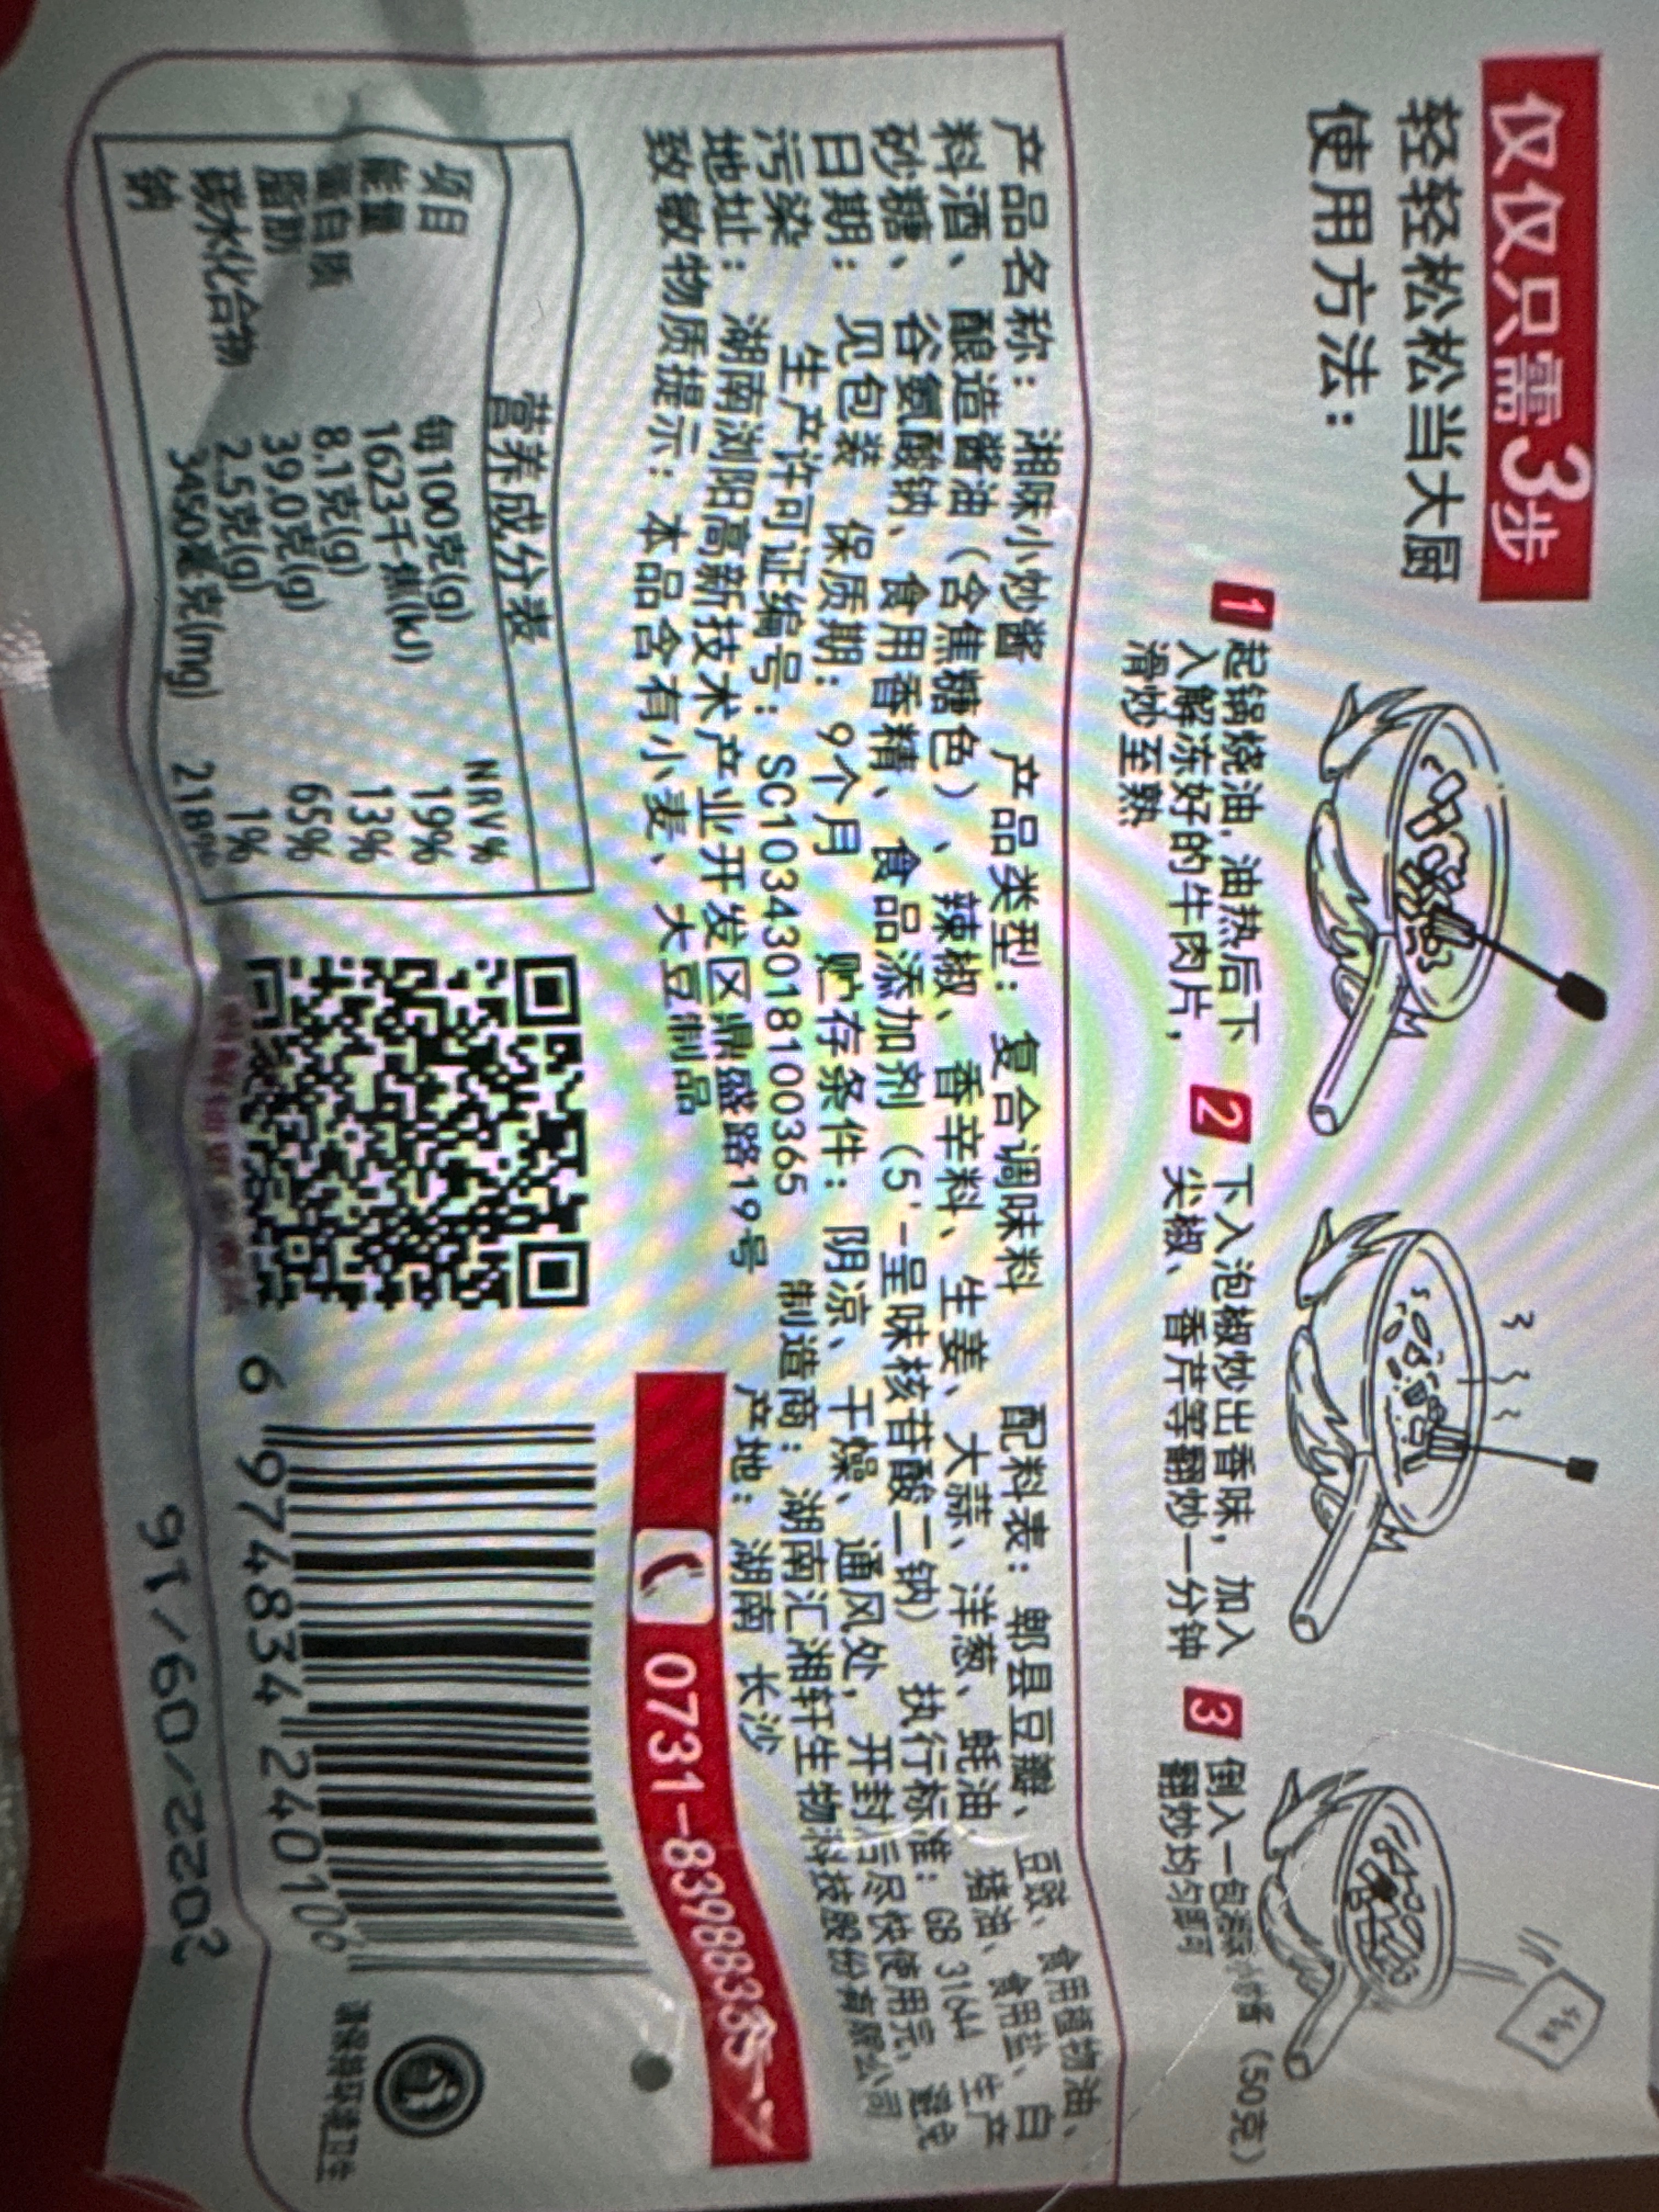 仅仅只需3步
轻轻松松当大厨
使用方法:
1 起锅烧油,油热后下
入解冻好的牛肉片,
滑炒至熟
2 下入泡椒炒出香味,加入
尖椒、香芹等翻炒一分钟
3 倒入一包 (50克)
翻炒均匀即可
产品名称: 湘味小炒酱 产品类型: 复合调味料 配料表: 郫县豆瓣、豆豉、食用植物油、
料酒、酿造酱油(含焦糖色)、辣椒、香辛料、生姜、大蒜、洋葱、蚝油、猪油、食用盐、白
砂糖、谷氨酸钠、食用香精、食品添加剂(5'-呈味核苷酸二钠) 执行标准: GB 31644 生产
日期: 见包装 保质期: 9个月 贮存条件: 阴凉、干燥、通风处,开封后尽快使用完,避免
污染 生产许可证编号: SC10343018100365 制造商: 湖南汇湘轩生物科技股份有限公司
地址: 湖南浏阳高新技术产业开发区鼎盛路19号 产地: 湖南 长沙
致敏物质提示: 本品含有小麦、大豆制品
0731-83988333
营养成分表
项目 每100克(g) NRV%
能量 1623千焦(kJ) 19%
蛋白质 8.1克(g) 13%
脂肪 39.0克(g) 65%
碳水化合物 2.5克(g) 1%
钠 毫克(mg) 218%
6 974834 240106
请保持环境卫生
2022/09/16